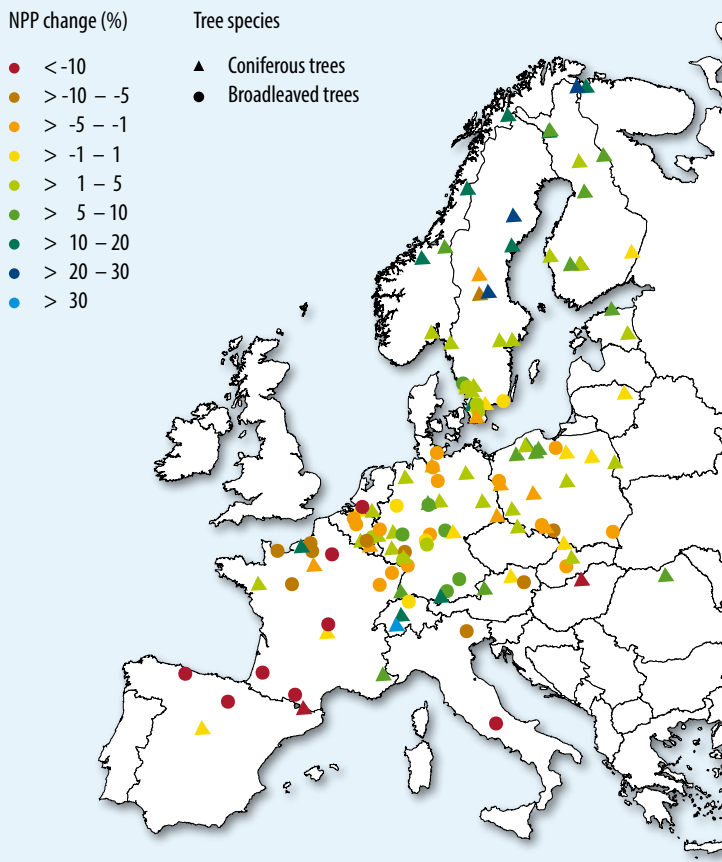 NPP change (%)
< -10
> -10 – -5
> -5 – -1
> -1 – 1
> 1 – 5
> 5 – 10
> 10 – 20
> 20 – 30
> 30
Tree species
Coniferous trees
Broadleaved trees